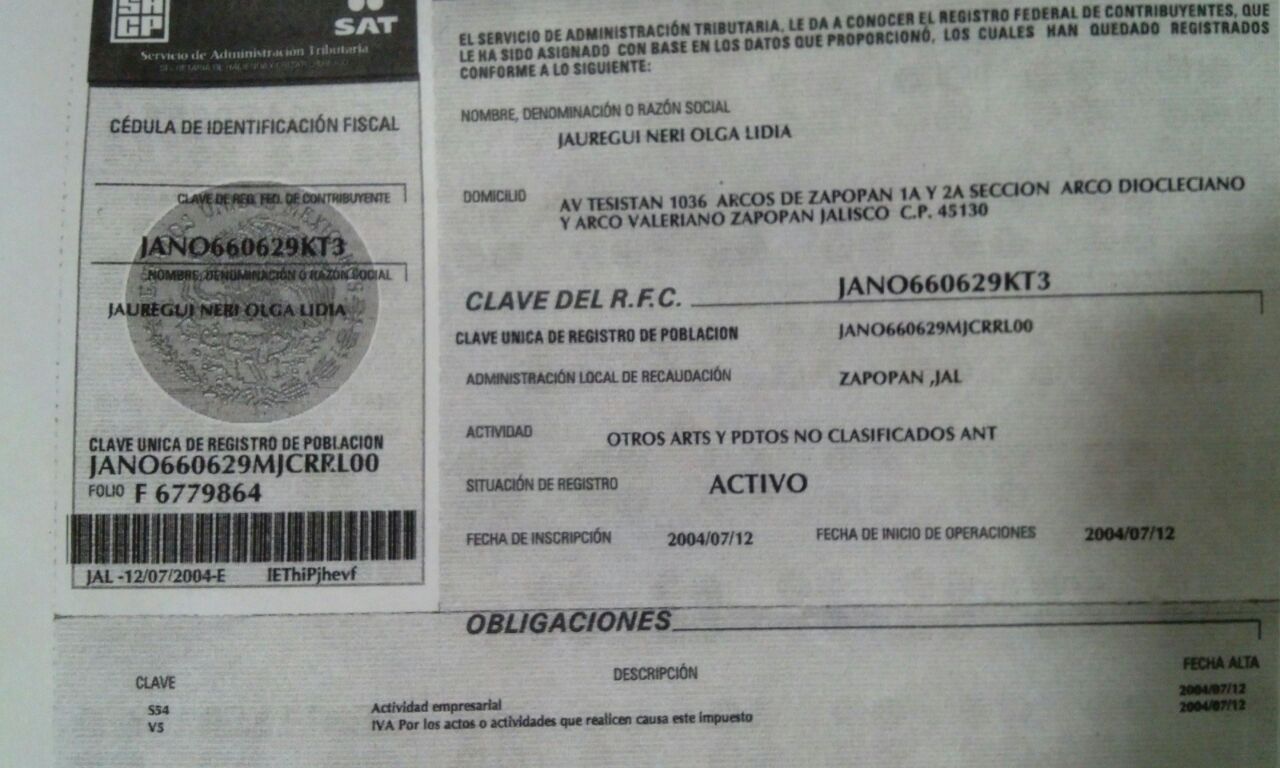 SHCP
SAT
Servicio de Administración Tributaria
SECRETARIA DE HACIENDA Y CREDITO PUBLICO
CÉDULA DE IDENTIFICACIÓN FISCAL
CLAVE DE REG. FED. DE CONTRIBUYENTE
JANO660629KT3
NOMBRE, DENOMINACIÓN O RAZÓN SOCIAL
JAUREGUI NERI OLGA LIDIA
CLAVE UNICA DE REGISTRO DE POBLACIÓN
JANO660629MJCRRL00
FOLIO F 6779864
JAL -12/07/2004-E IEThiPjhevf
EL SERVICIO DE ADMINISTRACIÓN TRIBUTARIA, LE DA A CONOCER EL REGISTRO FEDERAL DE CONTRIBUYENTES, QUE
LE HA SIDO ASIGNADO CON BASE EN LOS DATOS QUE PROPORCIONÓ, LOS CUALES HAN QUEDADO REGISTRADOS
CONFORME A LO SIGUIENTE:
NOMBRE, DENOMINACIÓN O RAZÓN SOCIAL
JAUREGUI NERI OLGA LIDIA
DOMICILIO AV TESISTAN 1036 ARCOS DE ZAPOPAN 1A Y 2A SECCION ARCO DIOCLECIANO
Y ARCO VALERIANO ZAPOPAN JALISCO C.P. 45130
CLAVE DEL R.F.C. JANO660629KT3
CLAVE UNICA DE REGISTRO DE POBLACION JANO660629MJCRRL00
ADMINISTRACIÓN LOCAL DE RECAUDACIÓN ZAPOPAN ,JAL
ACTIVIDAD OTROS ARTS Y PDTOS NO CLASIFICADOS ANT
SITUACIÓN DE REGISTRO ACTIVO
FECHA DE INSCRIPCIÓN 2004/07/12 FECHA DE INICIO DE OPERACIONES 2004/07/12
OBLIGACIONES
CLAVE DESCRIPCIÓN FECHA ALTA
S54 Actividad empresarial 2004/07/12
V5 IVA Por los actos o actividades que realicen causa este impuesto 2004/07/12